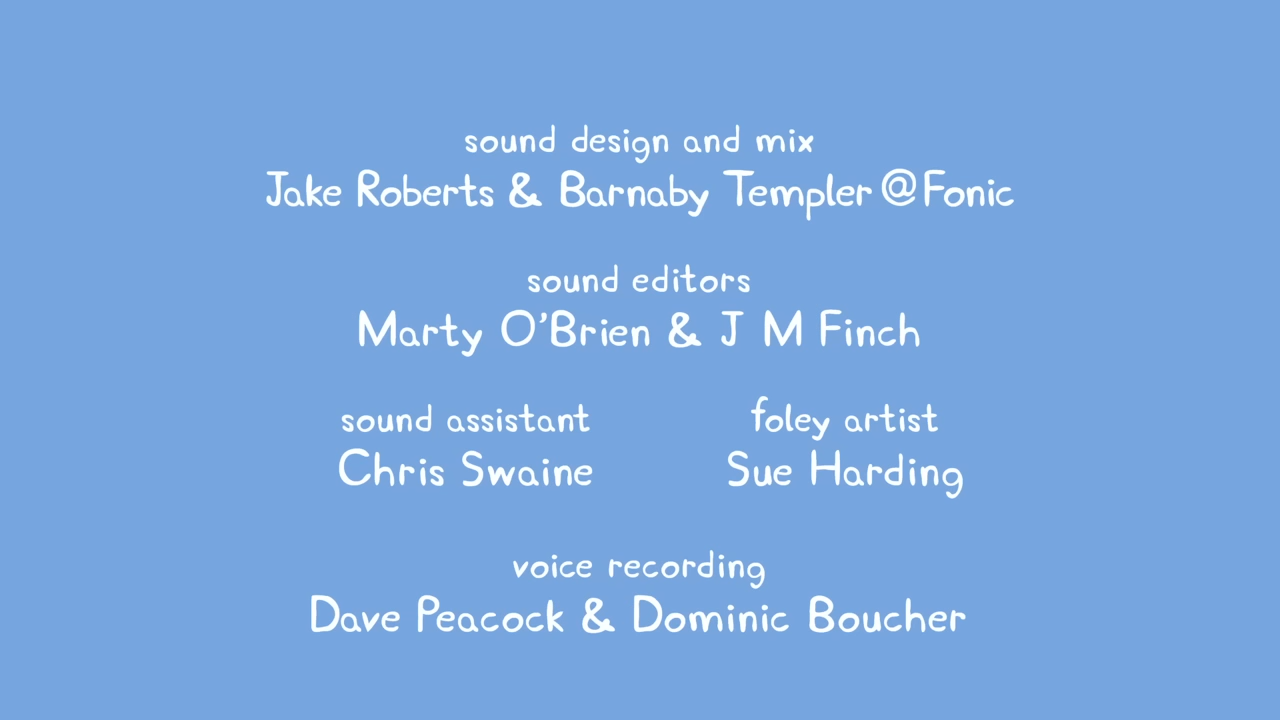 sound design and mix
Jake Roberts & Barnaby Templer @Fonic
sound editors
Marty O'Brien & J M Finch
sound assistant
Chris Swaine
foley artist
Sue Harding
voice recording
Dave Peacock & Dominic Boucher